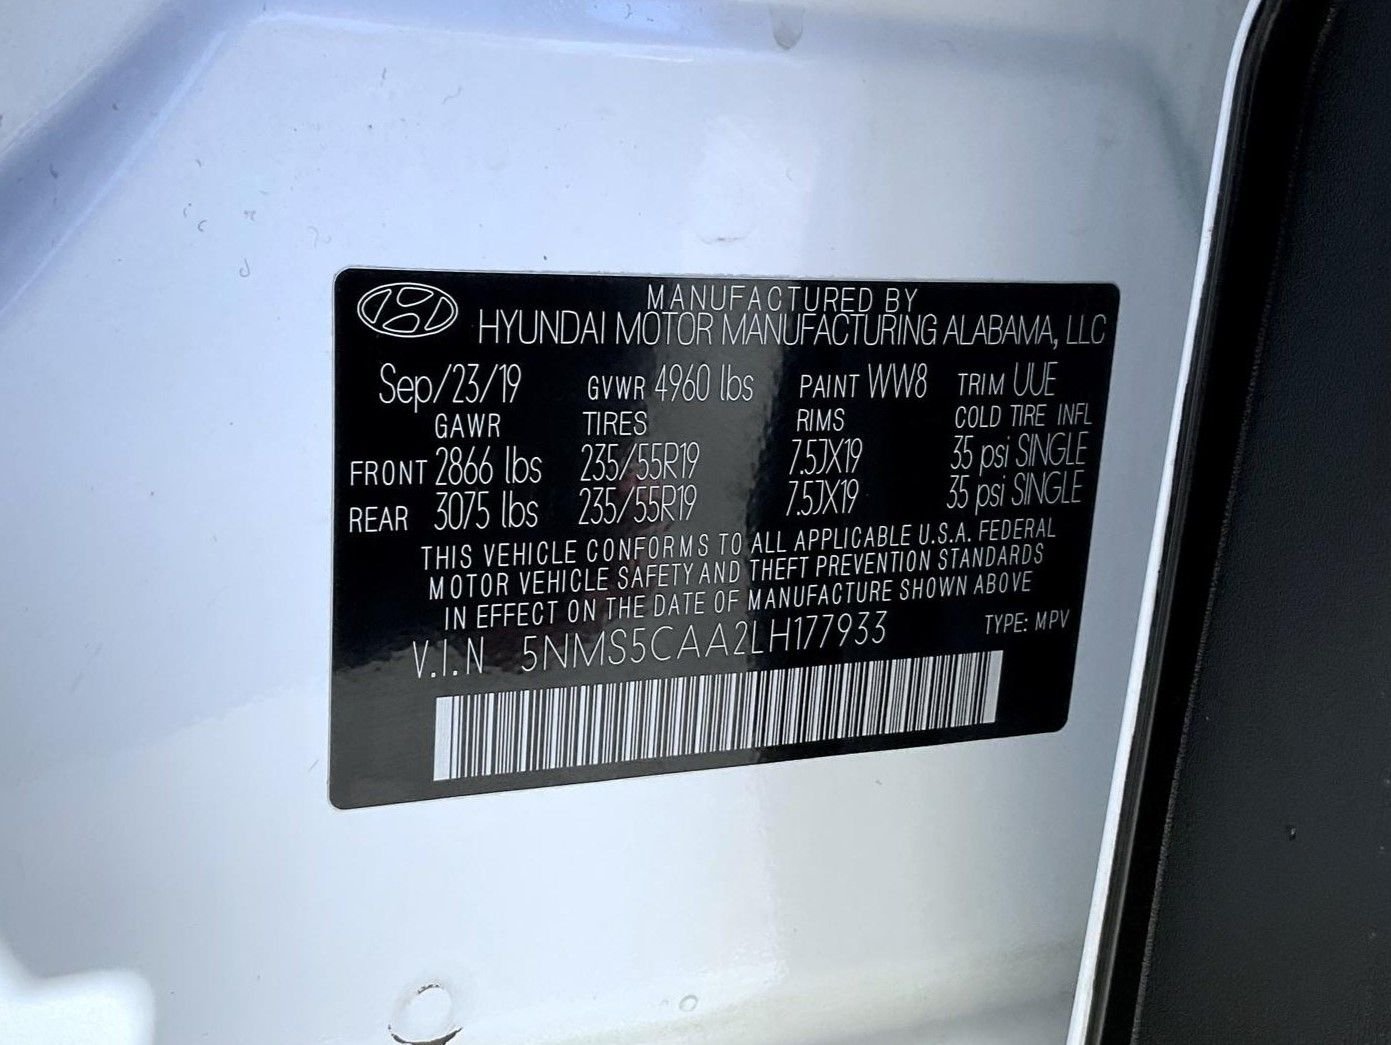 MANUFACTURED BY
HYUNDAI MOTOR MANUFACTURING ALABAMA, LLC
Sep/23/19 GVWR 4960 lbs PAINT WW8 TRIM UUE
GAWR TIRES RIMS COLD TIRE INFL
FRONT 2866 lbs 235/55R19 7.5JX19 35 psi SINGLE
REAR 3075 lbs 235/55R19 7.5JX19 35 psi SINGLE
THIS VEHICLE CONFORMS TO ALL APPLICABLE U.S.A. FEDERAL
MOTOR VEHICLE SAFETY AND THEFT PREVENTION STANDARDS
IN EFFECT ON THE DATE OF MANUFACTURE SHOWN ABOVE
V.I.N 5NMS5CAA2LH177933 TYPE: MPV